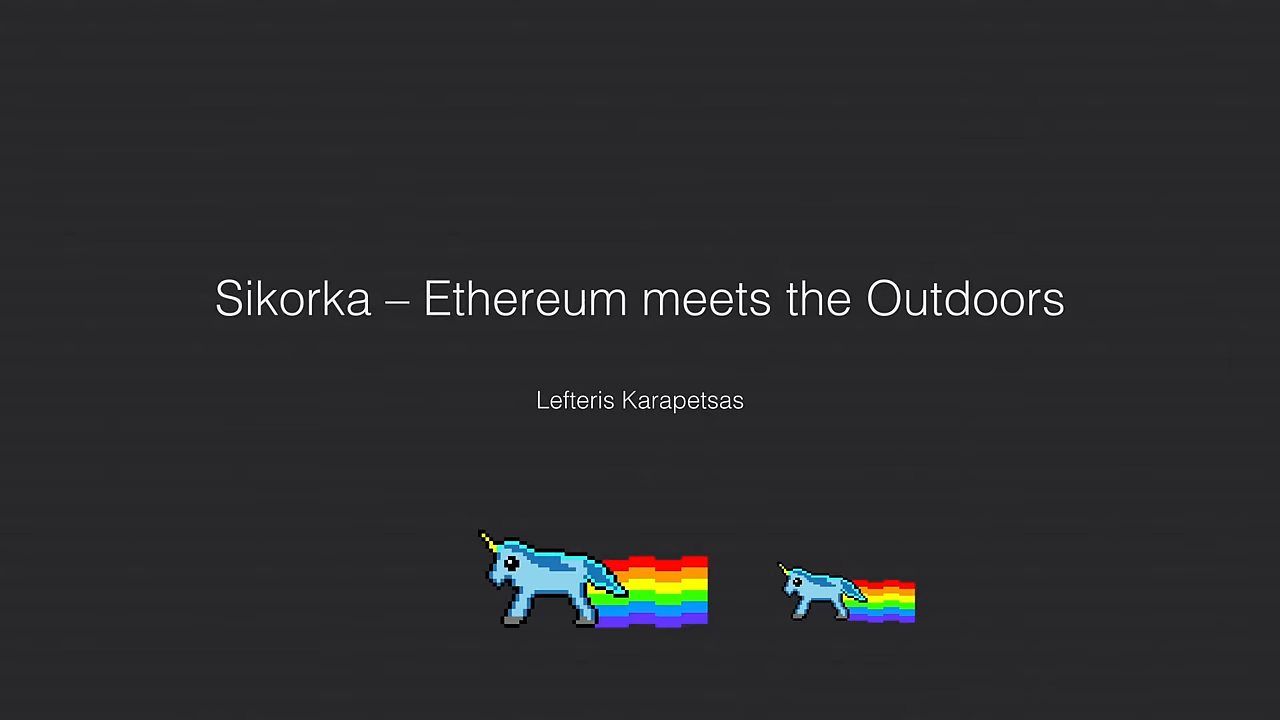 Sikorka – Ethereum meets the Outdoors
Lefteris Karapetsas